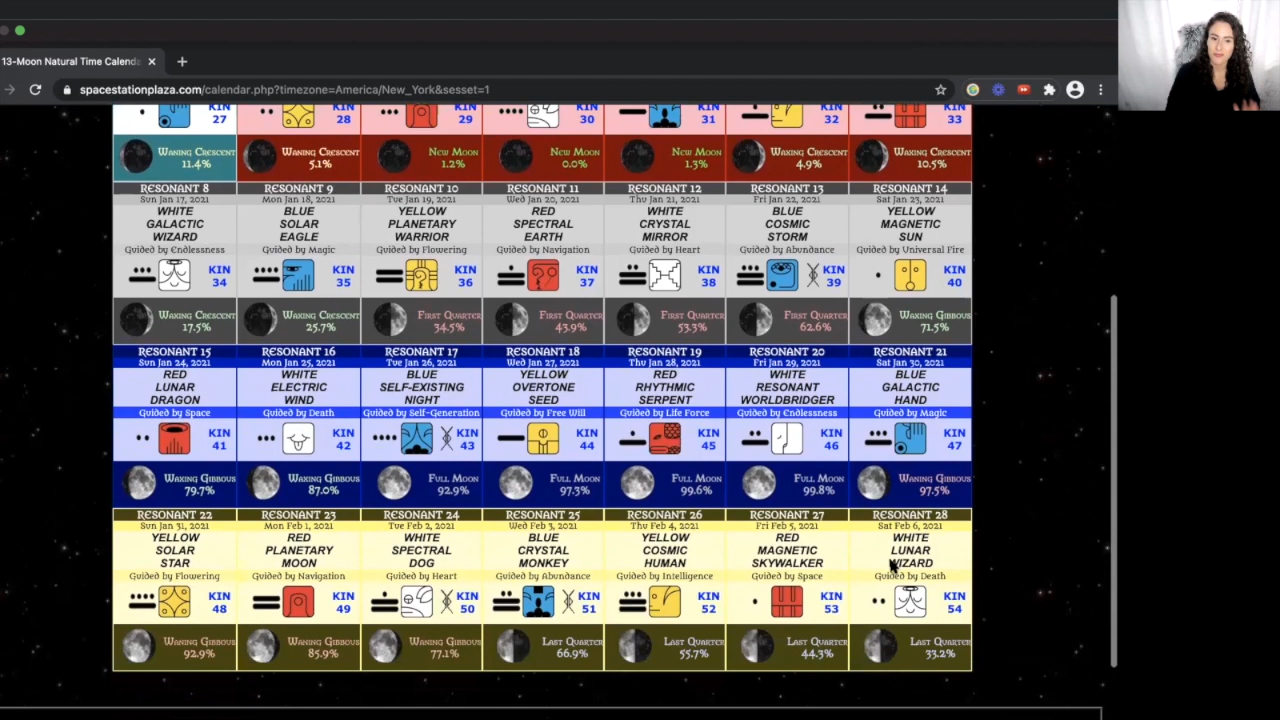 13-Moon Natural Time Calenda
spacestationplaza.com/calendar.php?timezone=America/New_York&sesset=1
KIN 27 KIN 28 KIN 29 KIN 30 KIN 31 KIN 32 KIN 33
Waning Crescent 11.4%
Waning Crescent 5.1%
New Moon 1.2%
New Moon 0.0%
New Moon 1.3%
Waxing Crescent 4.9%
Waxing Crescent 10.5%
RESONANT 8 RESONANT 9 RESONANT 10 RESONANT 11 RESONANT 12 RESONANT 13 RESONANT 14
Sun Jan 17, 2021 Mon Jan 18, 2021 Tue Jan 19, 2021 Wed Jan 20, 2021 Thu Jan 21, 2021 Fri Jan 22, 2021 Sat Jan 23, 2021
WHITE BLUE YELLOW RED WHITE BLUE YELLOW
GALACTIC SOLAR PLANETARY SPECTRAL CRYSTAL COSMIC MAGNETIC
WIZARD EAGLE WARRIOR EARTH MIRROR STORM SUN
Guided by Endlessness Guided by Magic Guided by Flowering Guided by Navigation Guided by Heart Guided by Abundance Guided by Universal Fire
KIN KIN KIN KIN KIN KIN KIN
34 35 36 37 38 39 40
Waxing Crescent Waxing Crescent First Quarter First Quarter First Quarter First Quarter Waxing Gibbous
17.5% 25.7% 34.5% 43.9% 53.3% 62.6% 71.5%
RESONANT 15 RESONANT 16 RESONANT 17 RESONANT 18 RESONANT 19 RESONANT 20 RESONANT 21
Sun Jan 24, 2021 Mon Jan 25, 2021 Tue Jan 26, 2021 Wed Jan 27, 2021 Thu Jan 28, 2021 Fri Jan 29, 2021 Sat Jan 30, 2021
RED WHITE BLUE YELLOW RED WHITE BLUE
LUNAR ELECTRIC SELF-EXISTING OVERTONE RHYTHMIC RESONANT GALACTIC
DRAGON WIND NIGHT SEED SERPENT WORLDBRIDGER HAND
Guided by Space Guided by Death Guided by Self-Generation Guided by Free Will Guided by Life Force Guided by Endlessness Guided by Magic
KIN KIN KIN KIN KIN KIN KIN
41 42 43 44 45 46 47
Waxing Gibbous Waxing Gibbous Full Moon Full Moon Full Moon Full Moon Waning Gibbous
79.7% 87.0% 92.9% 97.3% 99.6% 99.8% 97.5%
RESONANT 22 RESONANT 23 RESONANT 24 RESONANT 25 RESONANT 26 RESONANT 27 RESONANT 28
Sun Jan 31, 2021 Mon Feb 1, 2021 Tue Feb 2, 2021 Wed Feb 3, 2021 Thu Feb 4, 2021 Fri Feb 5, 2021 Sat Feb 6, 2021
YELLOW RED WHITE BLUE YELLOW RED WHITE
SOLAR PLANETARY SPECTRAL CRYSTAL COSMIC MAGNETIC LUNAR
STAR MOON DOG MONKEY HUMAN SKYWALKER WIZARD
Guided by Flowering Guided by Navigation Guided by Heart Guided by Abundance Guided by Intelligence Guided by Space Guided by Death
KIN KIN KIN KIN KIN KIN KIN
48 49 50 51 52 53 54
Waning Gibbous Waning Gibbous Waning Gibbous Last Quarter Last Quarter Last Quarter Last Quarter
92.9% 85.9% 77.1% 66.9% 55.7% 44.3% 33.2%